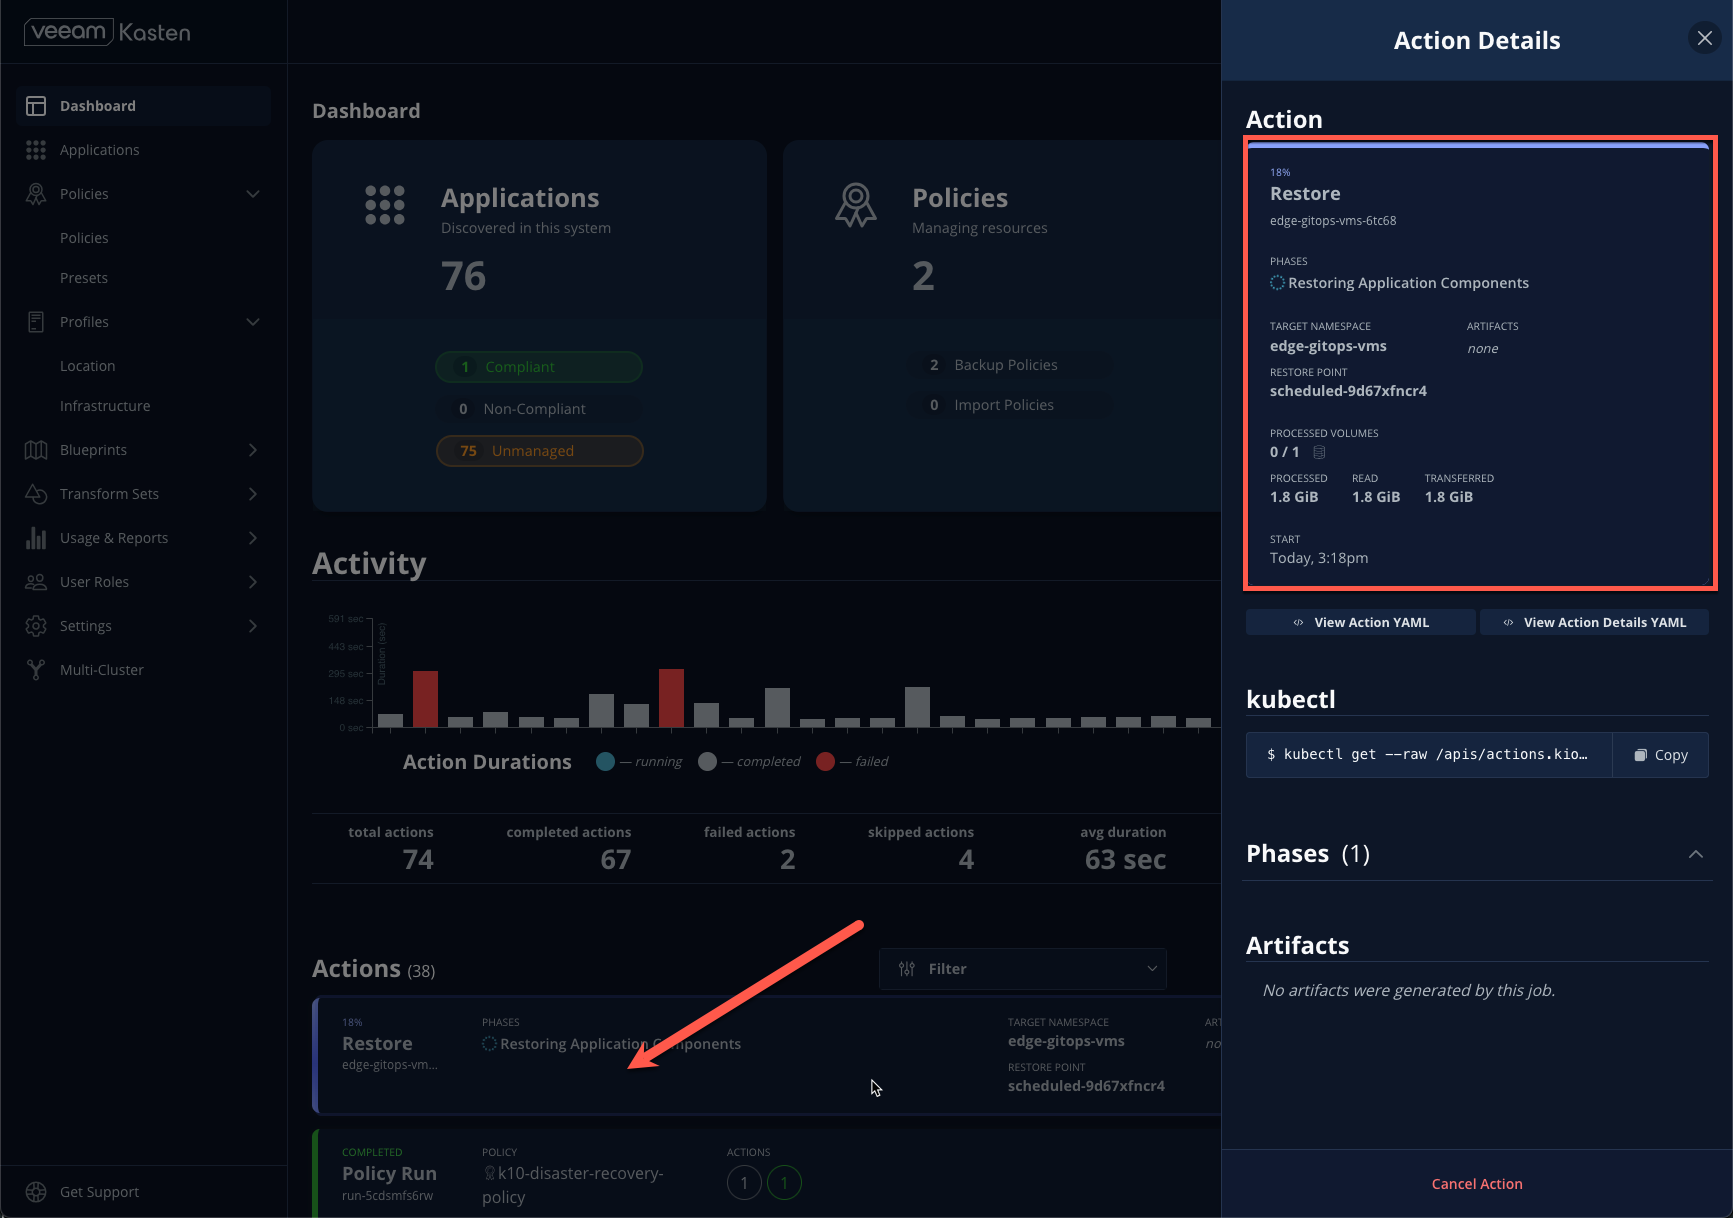 veeam Kasten
Dashboard
Applications
Policies
Policies
Presets
Profiles
Location
Infrastructure
Blueprints
Transform Sets
Usage & Reports
User Roles
Settings
Multi-Cluster
Get Support
Dashboard
Applications
Discovered in this system
76
1 Compliant
0 Non-Compliant
75 Unmanaged
Policies
Managing resources
2
2 Backup Policies
0 Import Policies
Activity
591 sec
443 sec
295 sec
148 sec
0 sec
Duration (sec)
Action Durations — running — completed — failed
total actions completed actions failed actions skipped actions avg duration
74 67 2 4 63 sec
Actions (38)
Filter
18%
Restore
edge-gitops-vm...
PHASES
Restoring Application Components
TARGET NAMESPACE
edge-gitops-vms
RESTORE POINT
scheduled-9d67xfncr4
COMPLETED
Policy Run
run-5cdsmfs6rw
POLICY
k10-disaster-recovery-
policy
ACTIONS
1 1
Action Details
Action
18%
Restore
edge-gitops-vms-6tc68
PHASES
Restoring Application Components
TARGET NAMESPACE ARTIFACTS
edge-gitops-vms none
RESTORE POINT
scheduled-9d67xfncr4
PROCESSED VOLUMES
0 / 1
PROCESSED READ TRANSFERRED
1.8 GiB 1.8 GiB 1.8 GiB
START
Today, 3:18pm
View Action YAML View Action Details YAML
kubectl
$ kubectl get --raw /apis/actions.kio… Copy
Phases (1)
Artifacts
No artifacts were generated by this job.
Cancel Action